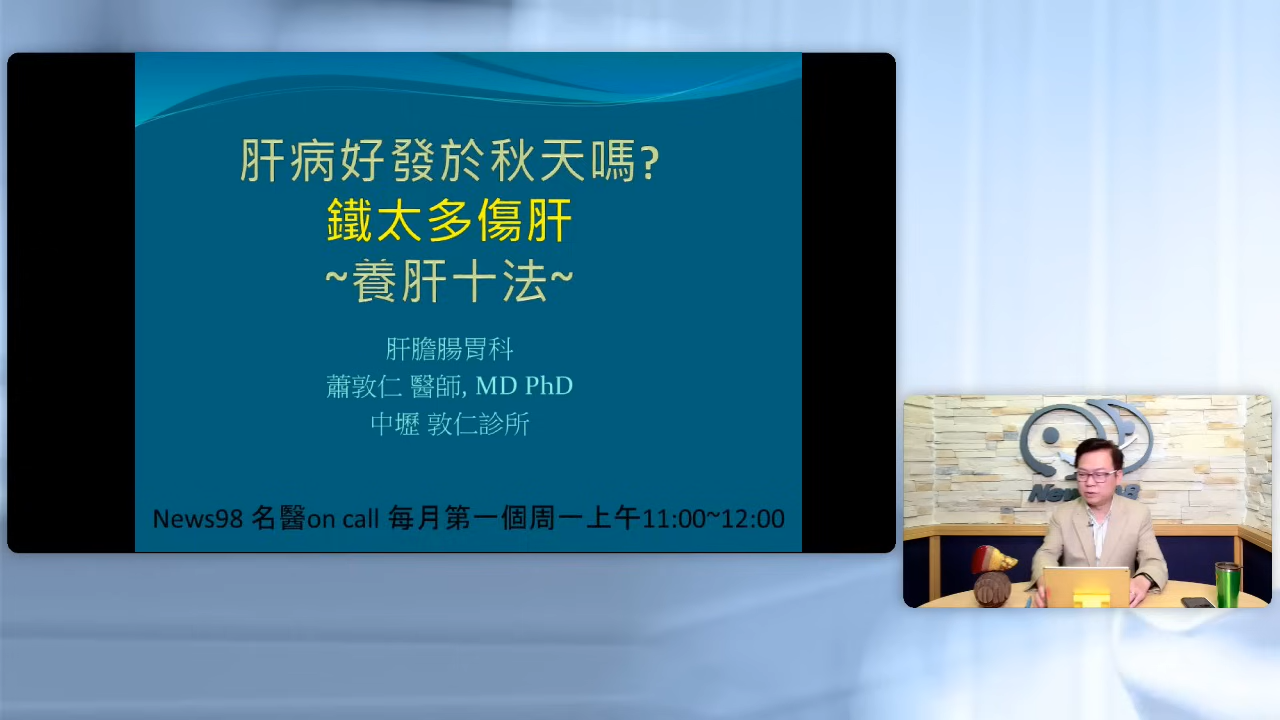 肝病好發於秋天嗎?
鐵太多傷肝
~養肝十法~
肝膽腸胃科
蕭敦仁 醫師, MD PhD
中壢 敦仁診所
News98 名醫on call 每月第一個周一上午11:00~12:00